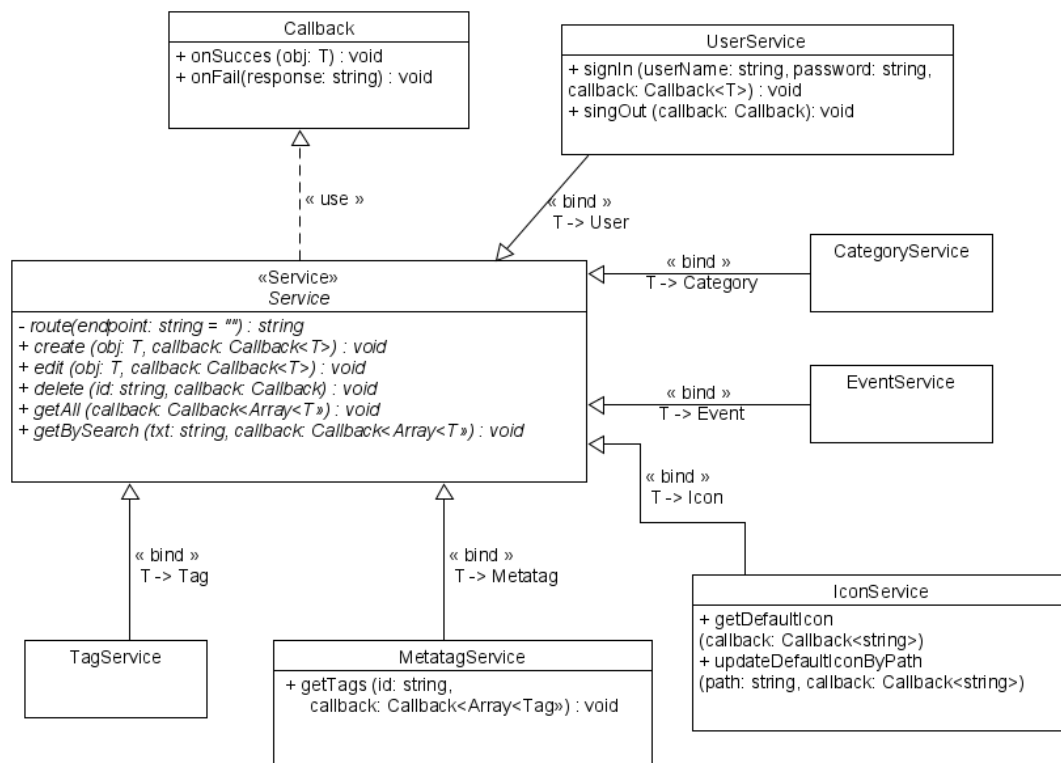 Callback
+ onSucces (obj: T) : void
+ onFail(response: string) : void
UserService
+ signIn (userName: string, password: string,
callback: Callback<T>) : void
+ singOut (callback: Callback): void
« use »
« bind »
T -> User
«Service»
Service
- route(endpoint: string = "") : string
+ create (obj: T, callback: Callback<T>) : void
+ edit (obj: T, callback: Callback<T>) : void
+ delete (id: string, callback: Callback) : void
+ getAll (callback: Callback<Array<T») : void
+ getBySearch (txt: string, callback: Callback<Array<T») : void
« bind »
T -> Category
CategoryService
« bind »
T -> Event
EventService
« bind »
T -> Icon
« bind »
T -> Tag
« bind »
T -> Metatag
IconService
+ getDefaultIcon
(callback: Callback<string>)
+ updateDefaultIconByPath
(path: string, callback: Callback<string>)
TagService
MetatagService
+ getTags (id: string,
callback: Callback<Array<Tag») : void